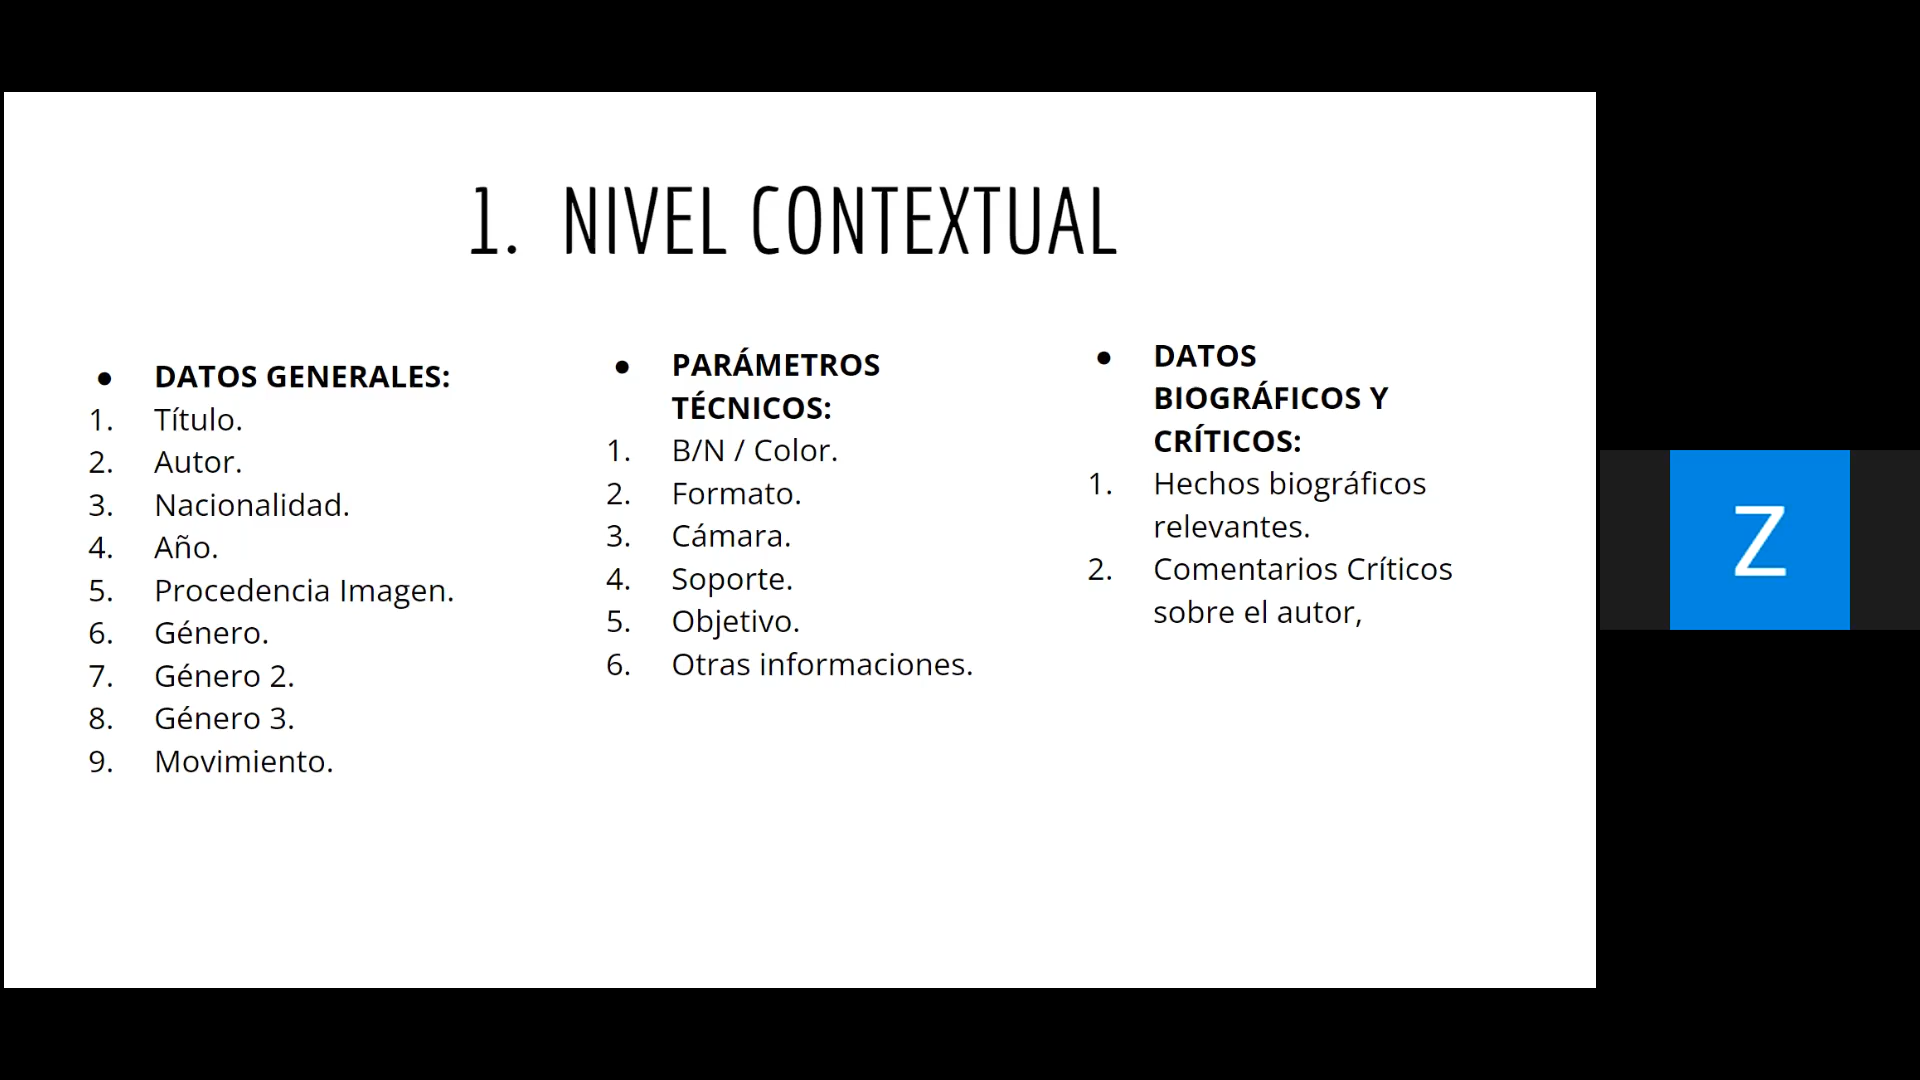 1. NIVEL CONTEXTUAL
● DATOS GENERALES:
1. Título.
2. Autor.
3. Nacionalidad.
4. Año.
5. Procedencia Imagen.
6. Género.
7. Género 2.
8. Género 3.
9. Movimiento.
● PARÁMETROS
TÉCNICOS:
1. B/N / Color.
2. Formato.
3. Cámara.
4. Soporte.
5. Objetivo.
6. Otras informaciones.
● DATOS
BIOGRÁFICOS Y
CRÍTICOS:
1. Hechos biográficos
relevantes.
2. Comentarios Críticos
sobre el autor,
Z